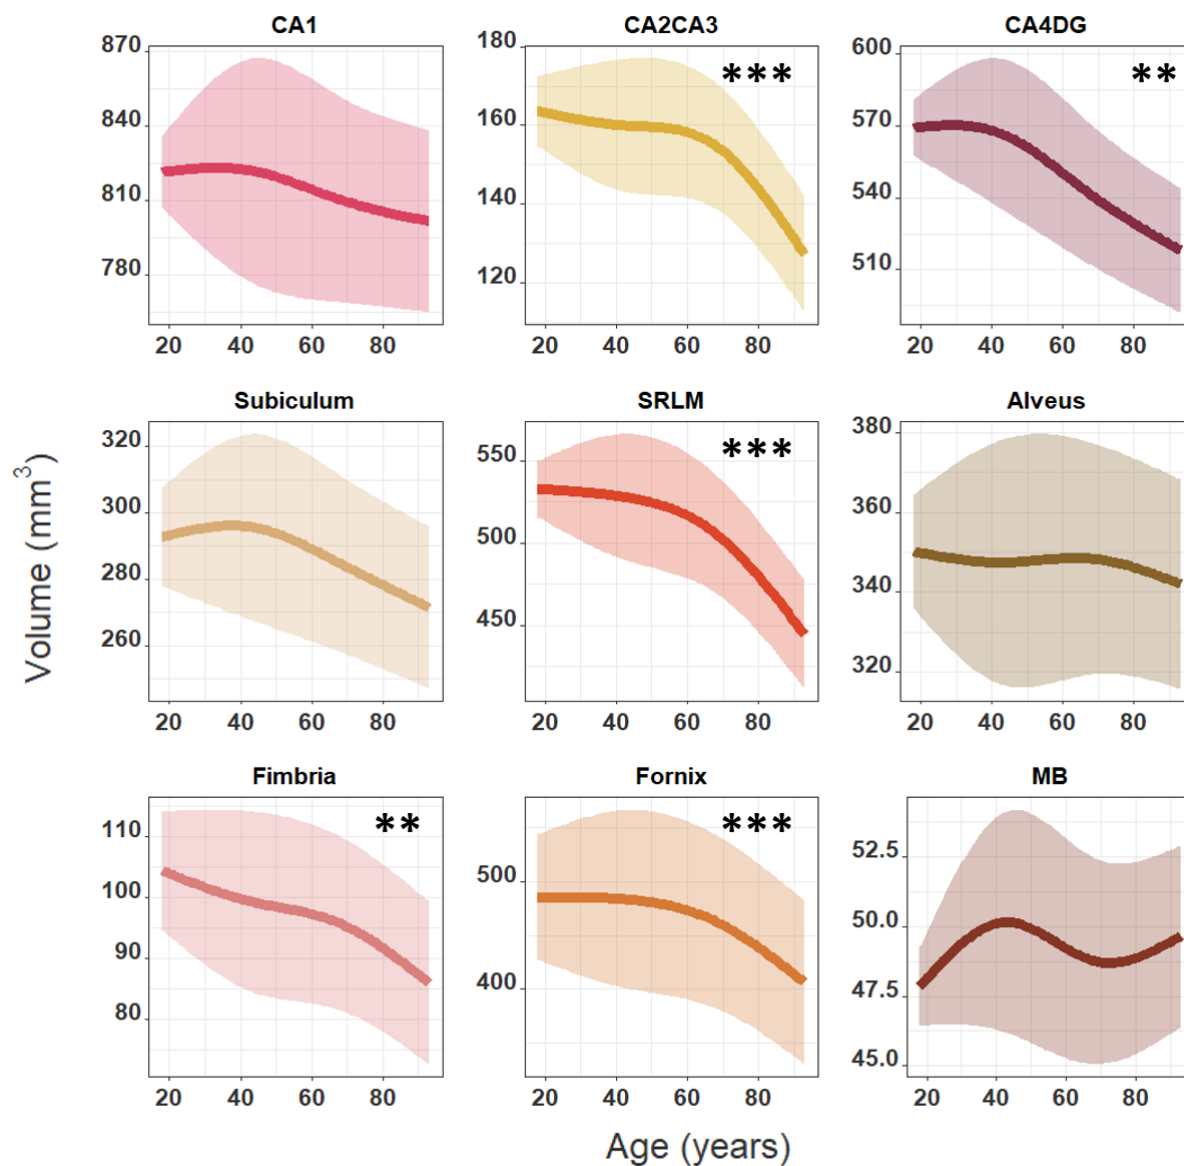 CA1
CA2CA3
CA4DG
870
840
810
780
20 40 60 80
***
180
160
140
120
20 40 60 80
**
600
570
540
510
20 40 60 80
Subiculum
SRLM
Alveus
320
300
280
260
20 40 60 80
***
550
500
450
20 40 60 80
380
360
340
320
20 40 60 80
Fimbria
Fornix
MB
**
110
100
90
80
20 40 60 80
***
500
400
20 40 60 80
52.5
50.0
47.5
45.0
20 40 60 80
Volume (mm³)
Age (years)